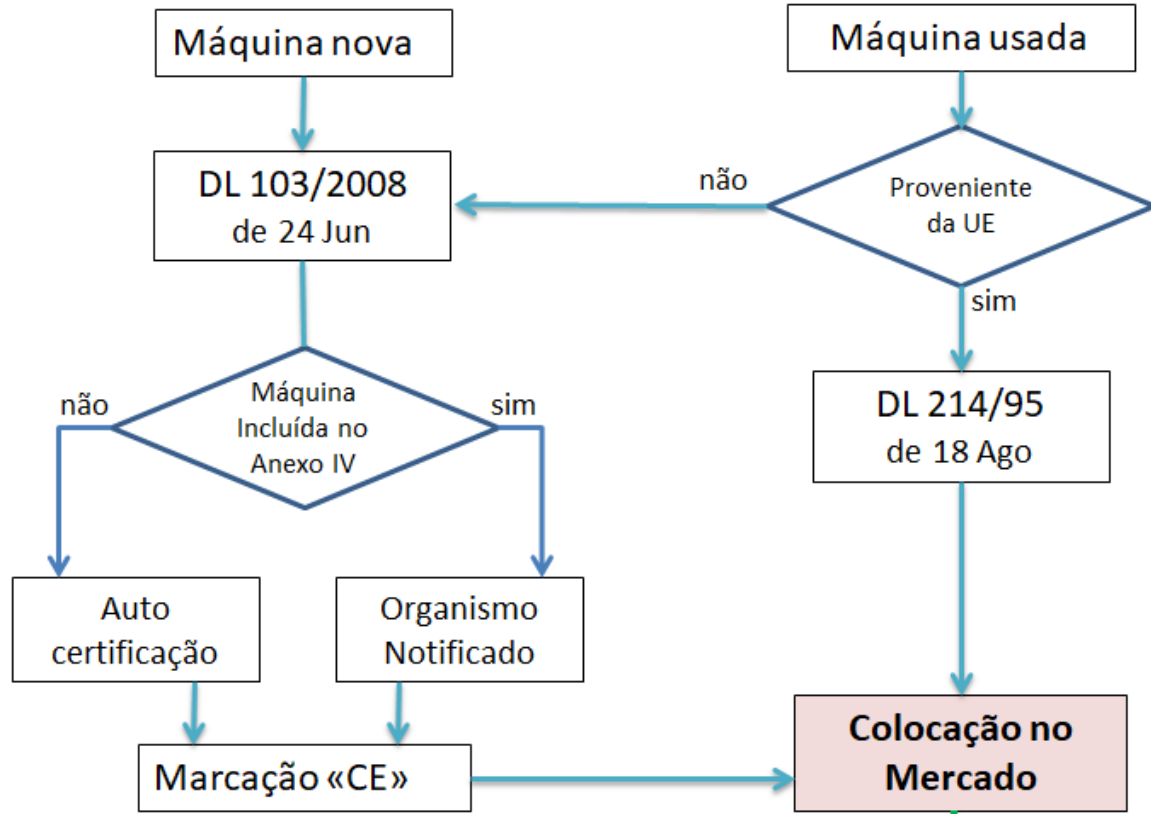 Máquina nova
Máquina usada
DL 103/2008
de 24 Jun
não
Proveniente
da UE
sim
não
Máquina
Incluída no
Anexo IV
sim
DL 214/95
de 18 Ago
Auto
certificação
Organismo
Notificado
Marcação «CE»
Colocação no
Mercado